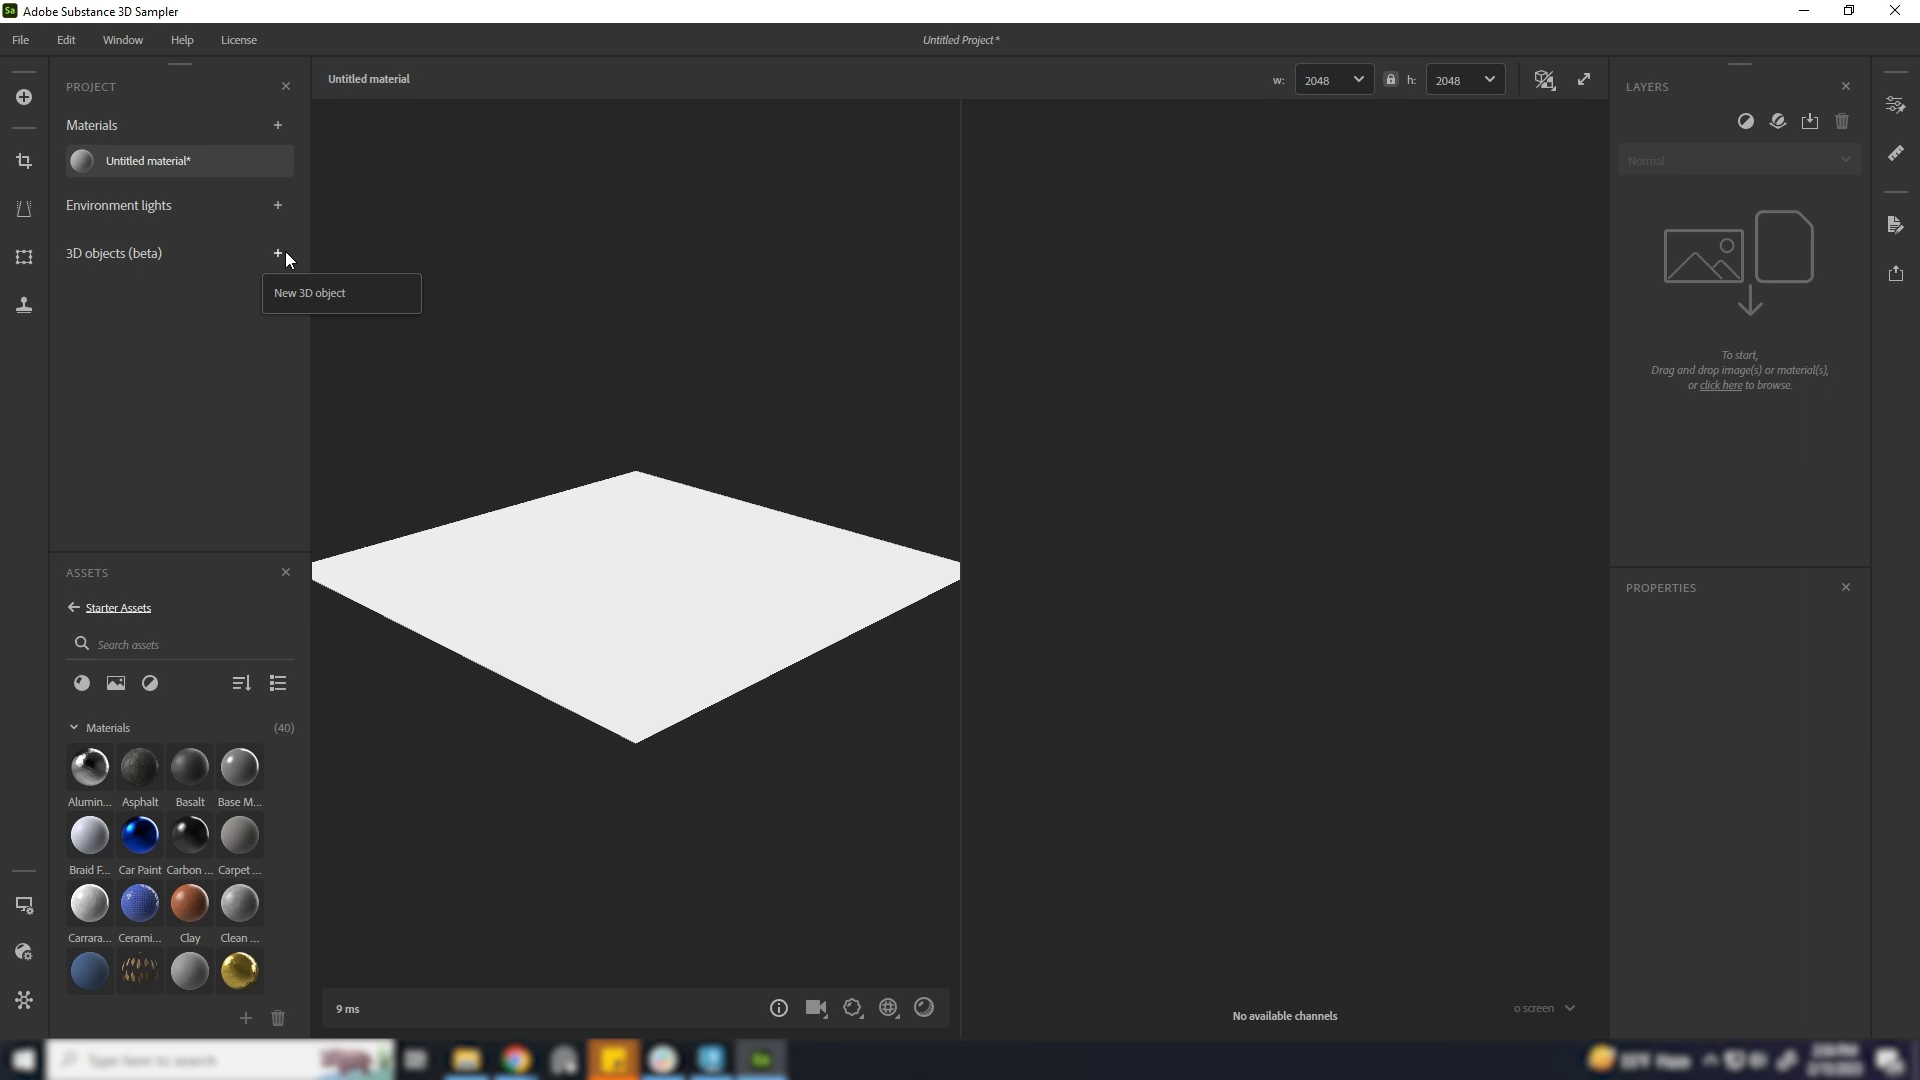 Sa Adobe Substance 3D Sampler
File Edit Window Help License
Untitled Project*
PROJECT
Materials
Untitled material*
Environment lights
3D objects (beta)
New 3D object
Untitled material
w: 2048 h: 2048
LAYERS
Normal
To start,
Drag and drop image(s) or material(s),
or click here to browse.
PROPERTIES
ASSETS
Starter Assets
Search assets
Materials (40)
Alumin... Asphalt Basalt Base M...
Braid F... Car Paint Carbon ... Carpet ...
Carrara... Cerami... Clay Clean ...
9 ms
No available channels
o screen
Type here to search